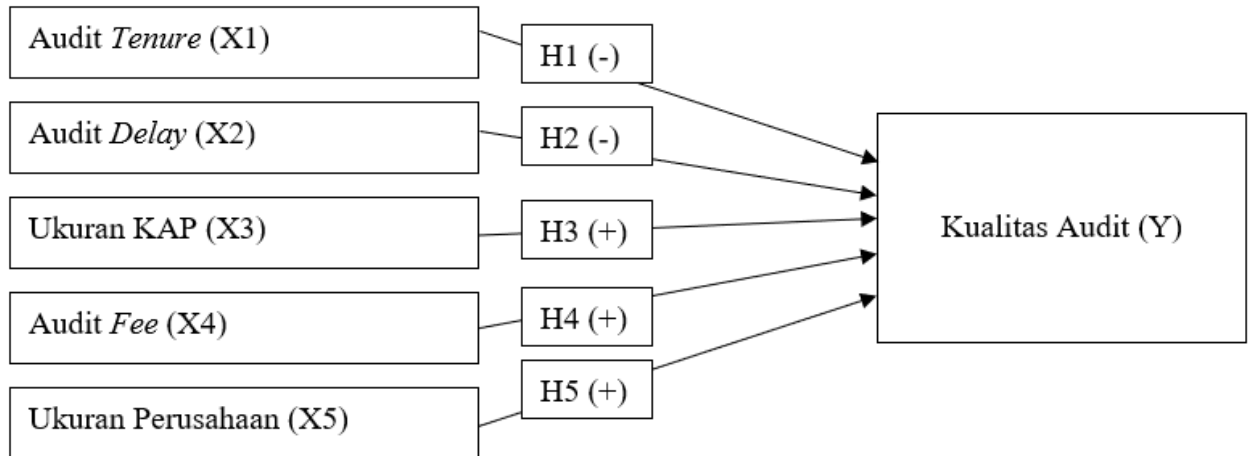 Audit Tenure (X1)
H1 (-)
Audit Delay (X2)
H2 (-)
Ukuran KAP (X3)
H3 (+)
Kualitas Audit (Y)
Audit Fee (X4)
H4 (+)
Ukuran Perusahaan (X5)
H5 (+)